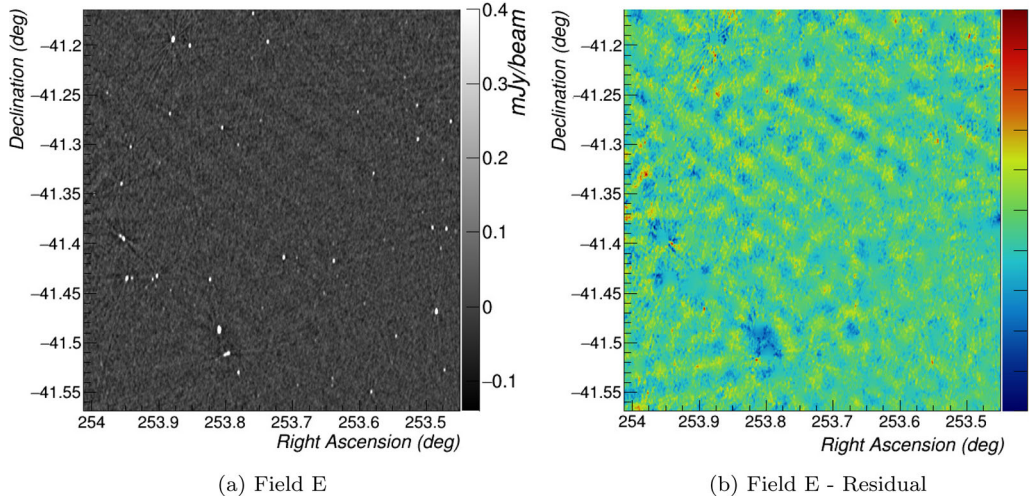 −41.2
−41.25
−41.3
−41.35
−41.4
−41.45
−41.5
−41.55
Declination (deg)
254 253.9 253.8 253.7 253.6 253.5
Right Ascension (deg)
0.4
0.3
0.2
0.1
0
−0.1
mJy/beam
(a) Field E
−41.2
−41.25
−41.3
−41.35
−41.4
−41.45
−41.5
−41.55
Declination (deg)
254 253.9 253.8 253.7 253.6 253.5
Right Ascension (deg)
(b) Field E - Residual